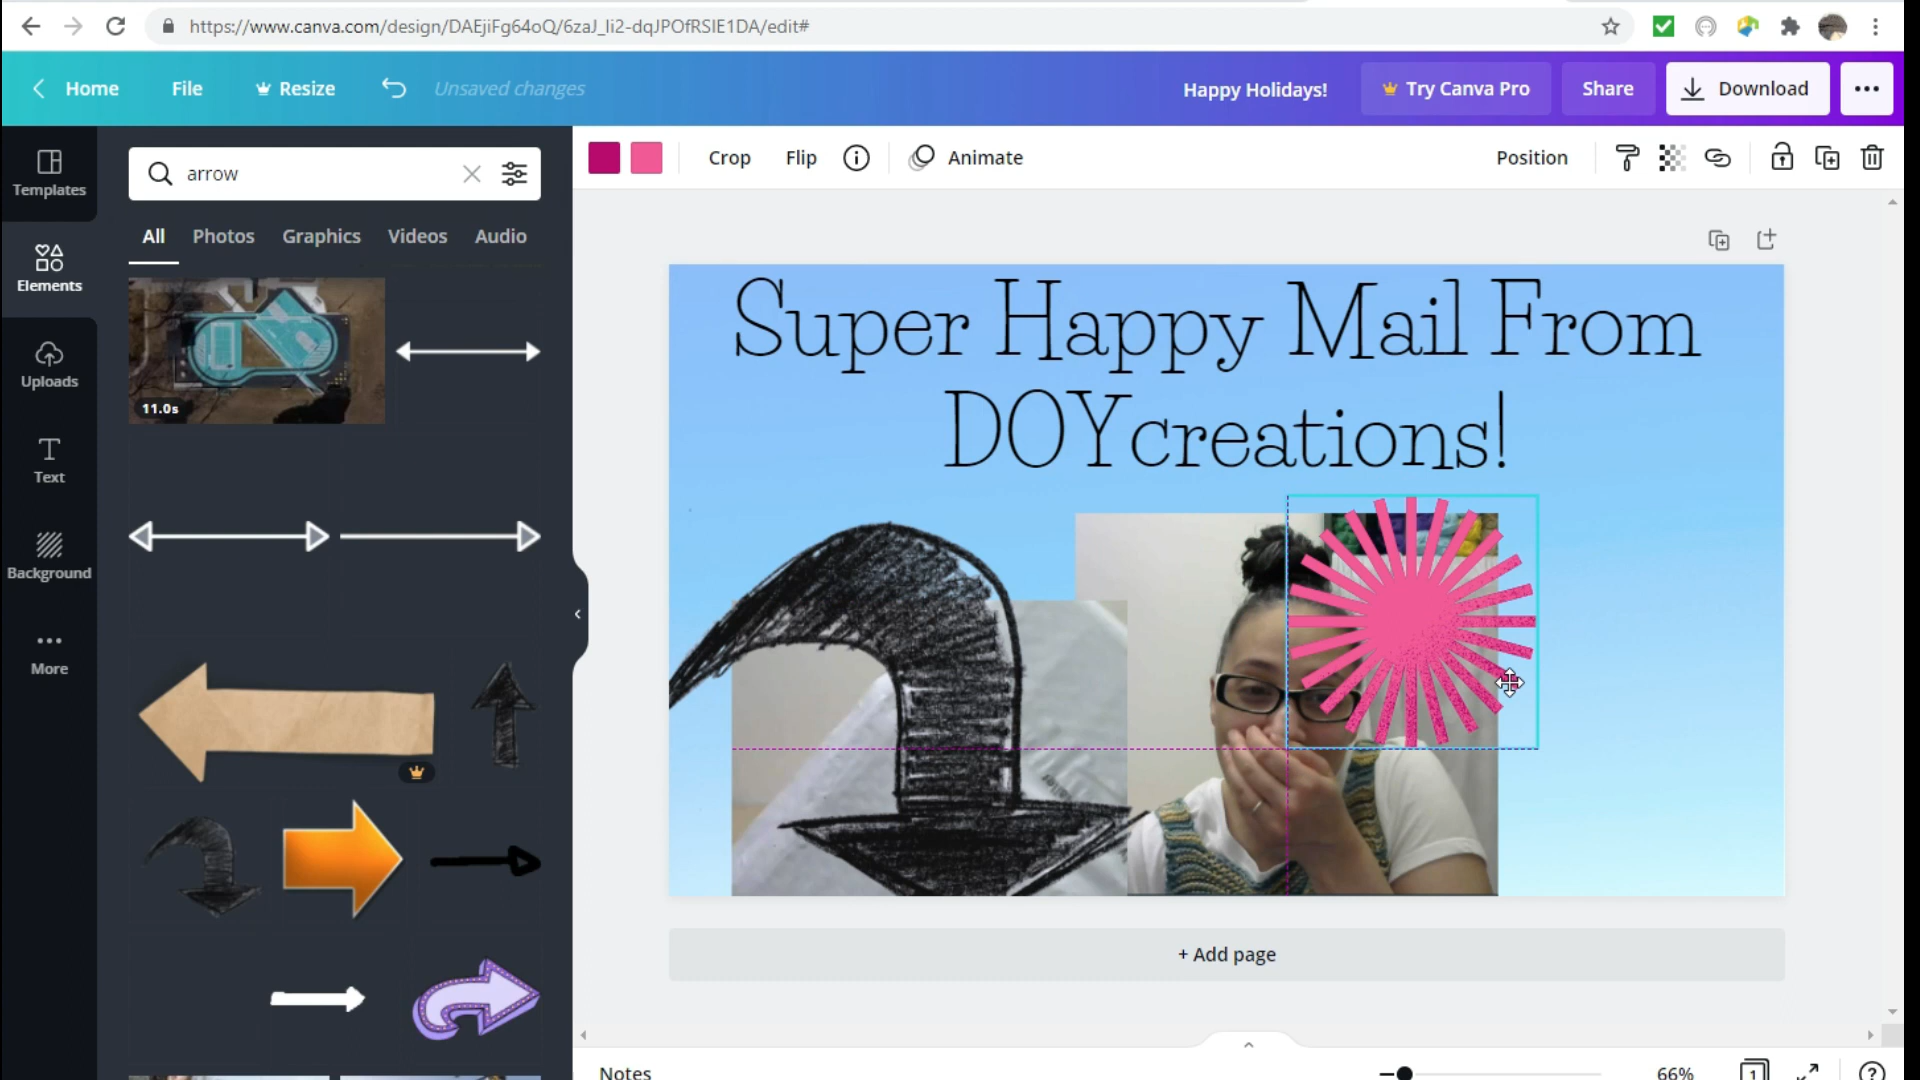 https://www.canva.com/design/DAEjiFg64oQ/6zaJ_Ii2-dqJPOfRSIE1DA/edit#
Home File Resize Unsaved changes Happy Holidays! Try Canva Pro Share Download
Templates
Elements
Uploads
Text
Background
More
arrow
All Photos Graphics Videos Audio
11.0s
Crop Flip Animate Position
Super Happy Mail From
DOYcreations!
+ Add page
Notes 66% 1